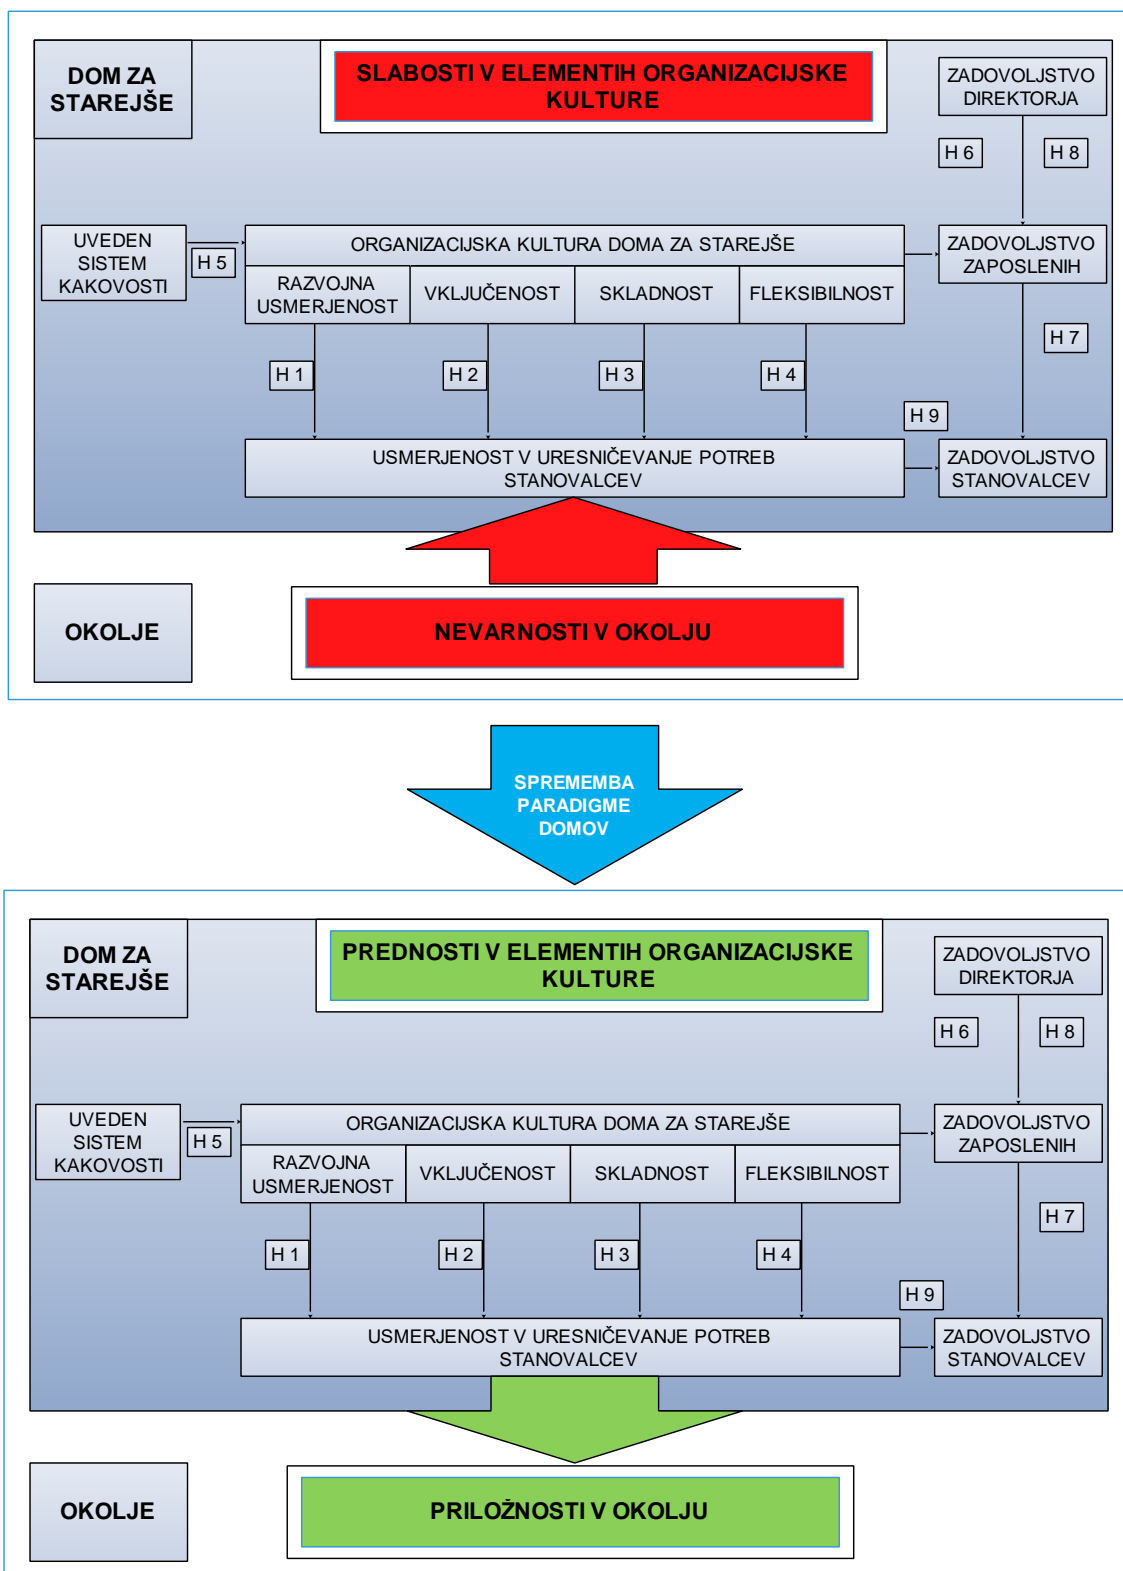 DOM ZA
STAREJŠE
SLABOSTI V ELEMENTIH ORGANIZACIJSKE
KULTURE
ZADOVOLJSTVO
DIREKTORJA
H 6
H 8
UVEDEN
SISTEM
KAKOVOSTI
H 5
ORGANIZACIJSKA KULTURA DOMA ZA STAREJŠE
RAZVOJNA
USMERJENOST
VKLJUČENOST
SKLADNOST
FLEKSIBILNOST
ZADOVOLJSTVO
ZAPOSLENIH
H 7
H 1
H 2
H 3
H 4
H 9
USMERJENOST V URESNIČEVANJE POTREB
STANOVALCEV
ZADOVOLJSTVO
STANOVALCEV
OKOLJE
NEVARNOSTI V OKOLJU
SPREMEMBA
PARADIGME
DOMOV
DOM ZA
STAREJŠE
PREDNOSTI V ELEMENTIH ORGANIZACIJSKE
KULTURE
ZADOVOLJSTVO
DIREKTORJA
H 6
H 8
UVEDEN
SISTEM
KAKOVOSTI
H 5
ORGANIZACIJSKA KULTURA DOMA ZA STAREJŠE
RAZVOJNA
USMERJENOST
VKLJUČENOST
SKLADNOST
FLEKSIBILNOST
ZADOVOLJSTVO
ZAPOSLENIH
H 7
H 1
H 2
H 3
H 4
H 9
USMERJENOST V URESNIČEVANJE POTREB
STANOVALCEV
ZADOVOLJSTVO
STANOVALCEV
OKOLJE
PRILOŽNOSTI V OKOLJU